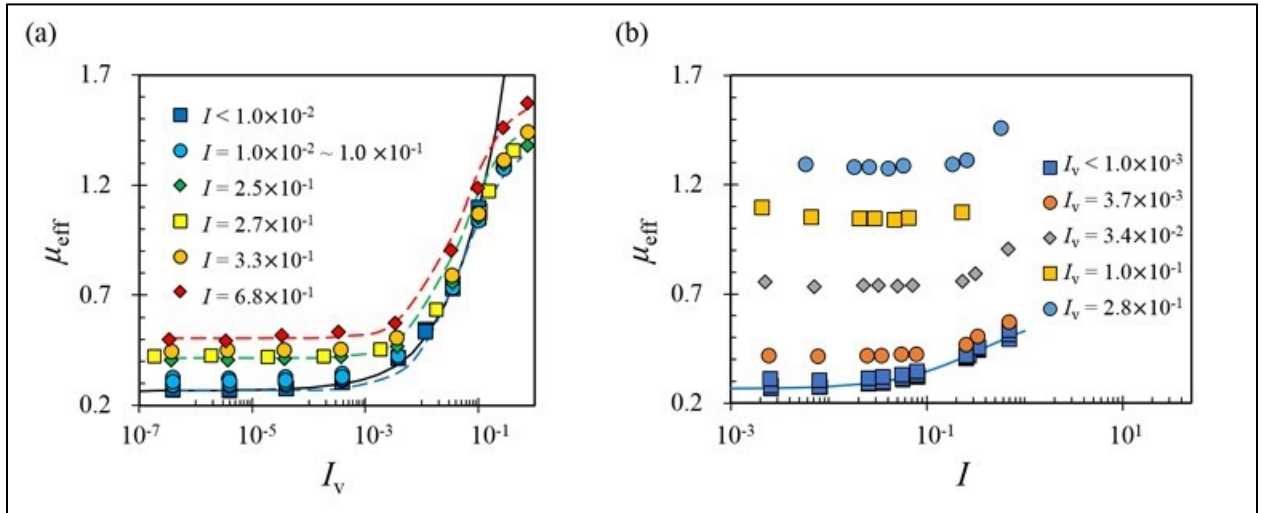 (a)
μeff
1.7
1.2
0.7
0.2
I < 1.0×10⁻²
I = 1.0×10⁻² ~ 1.0 ×10⁻¹
I = 2.5×10⁻¹
I = 2.7×10⁻¹
I = 3.3×10⁻¹
I = 6.8×10⁻¹
10⁻⁷ 10⁻⁵ 10⁻³ 10⁻¹
Iv
(b)
μeff
1.7
1.2
0.7
0.2
Iv < 1.0×10⁻³
Iv = 3.7×10⁻³
Iv = 3.4×10⁻²
Iv = 1.0×10⁻¹
Iv = 2.8×10⁻¹
10⁻³ 10⁻¹ 10¹
I